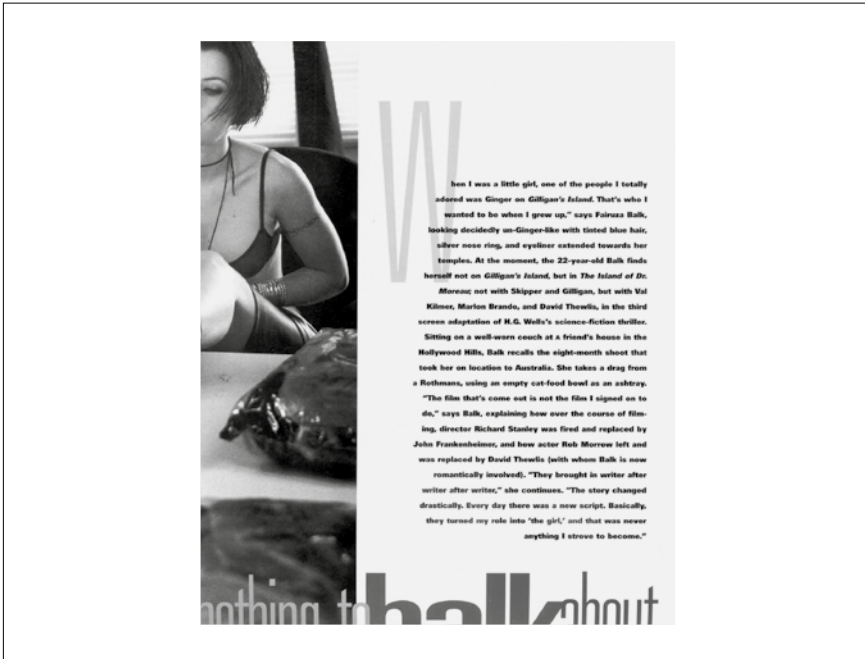 When I was a little girl, one of the people I totally
adored was Ginger on Gilligan's Island. That's who I
wanted to be when I grew up," says Fairuza Balk,
looking decidedly un-Ginger-like with tinted blue hair,
silver nose ring, and eyeliner extended towards her
temples. At the moment, the 22-year-old Balk finds
herself not on Gilligan's Island, but in The Island of Dr.
Moreau; not with Skipper and Gilligan, but with Val
Kilmer, Marlon Brando, and David Thewlis, in the third
screen adaptation of H.G. Wells's science-fiction thriller.
Sitting on a well-worn couch at a friend's house in the
Hollywood Hills, Balk recalls the eight-month shoot that
took her on location to Australia. She takes a drag from
a Rothmans, using an empty cat-food bowl as an ashtray.
"The film that's come out is not the film I signed on to
do," says Balk, explaining how over the course of film-
ing, director Richard Stanley was fired and replaced by
John Frankenheimer, and how actor Rob Morrow left and
was replaced by David Thewlis (with whom Balk is now
romantically involved). "They brought in writer after
writer after writer," she continues. "The story changed
drastically. Every day there was a new script. Basically,
they turned my role into 'the girl,' and that was never
anything I strove to become."
nothing to balk about